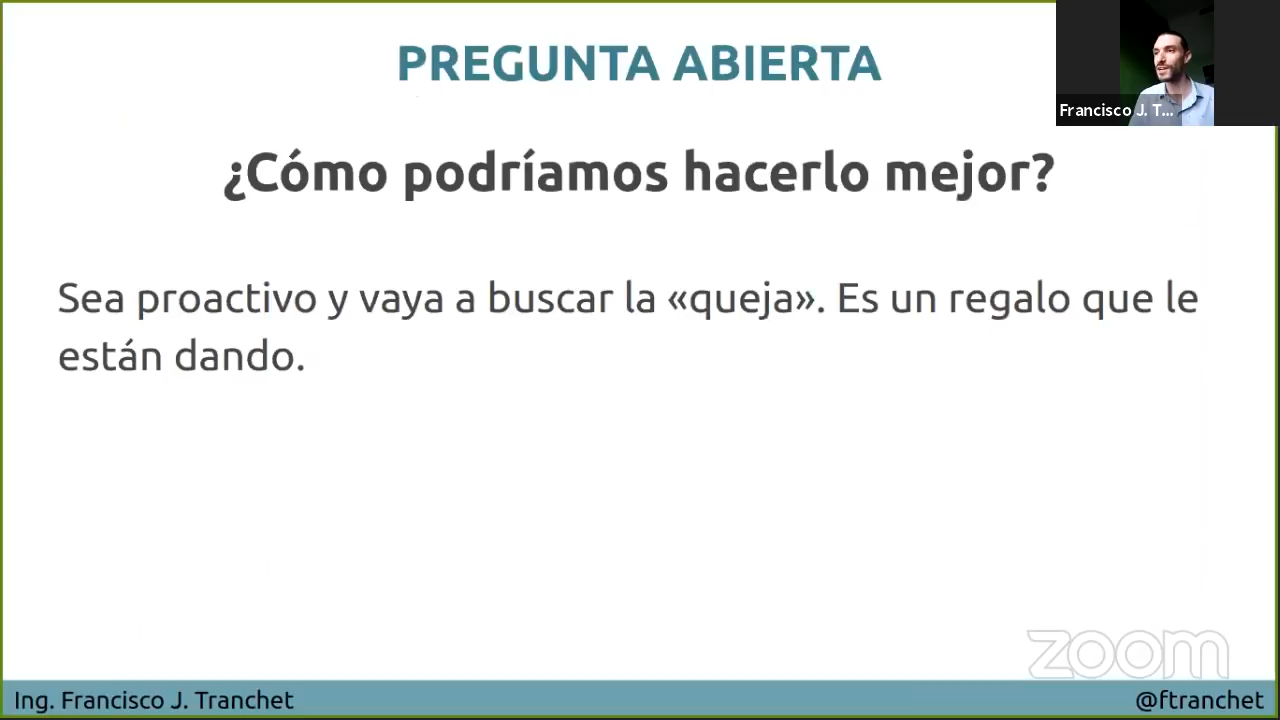 PREGUNTA ABIERTA
Francisco J. T...
¿Cómo podríamos hacerlo mejor?
Sea proactivo y vaya a buscar la «queja». Es un regalo que le
están dando.
zoom
Ing. Francisco J. Tranchet
@ftranchet